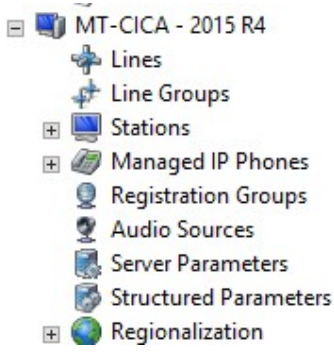 MT-CICA - 2015 R4
Lines
Line Groups
Stations
Managed IP Phones
Registration Groups
Audio Sources
Server Parameters
Structured Parameters
Regionalization